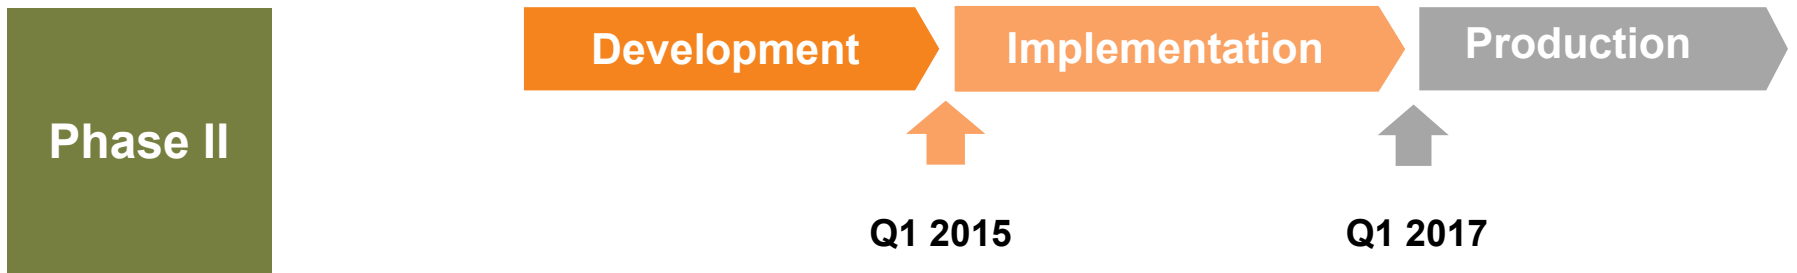 Phase II
Development
Implementation
Production
Q1 2015
Q1 2017